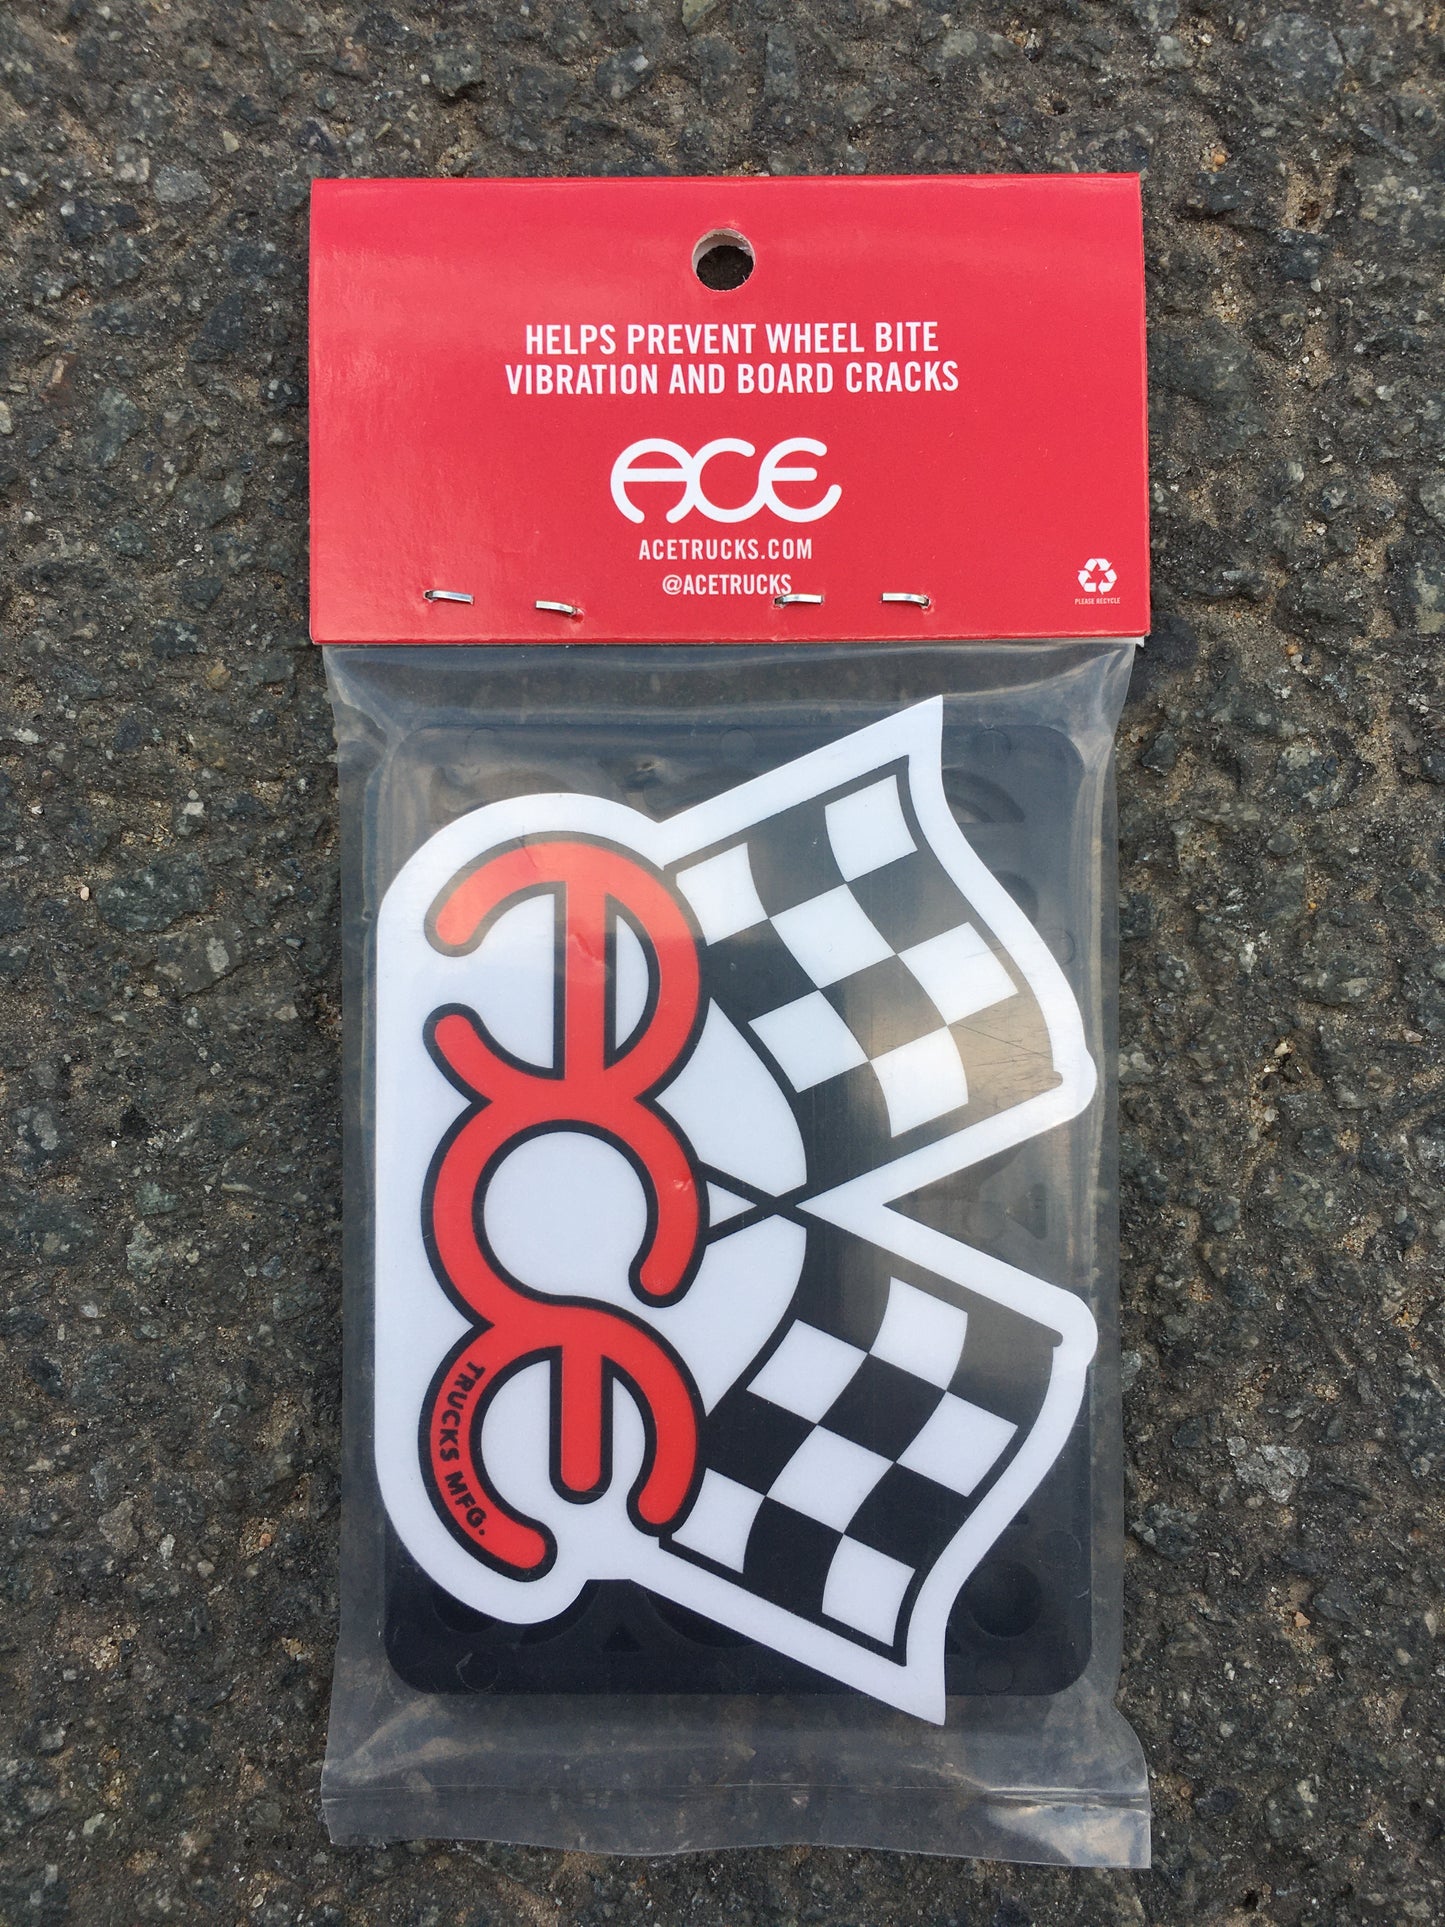 HELPS PREVENT WHEEL BITE
VIBRATION AND BOARD CRACKS
ACE
ACETRUCKS.COM
@ACETRUCKS
PLEASE RECYCLE
ACE
TRUCKS MFG.